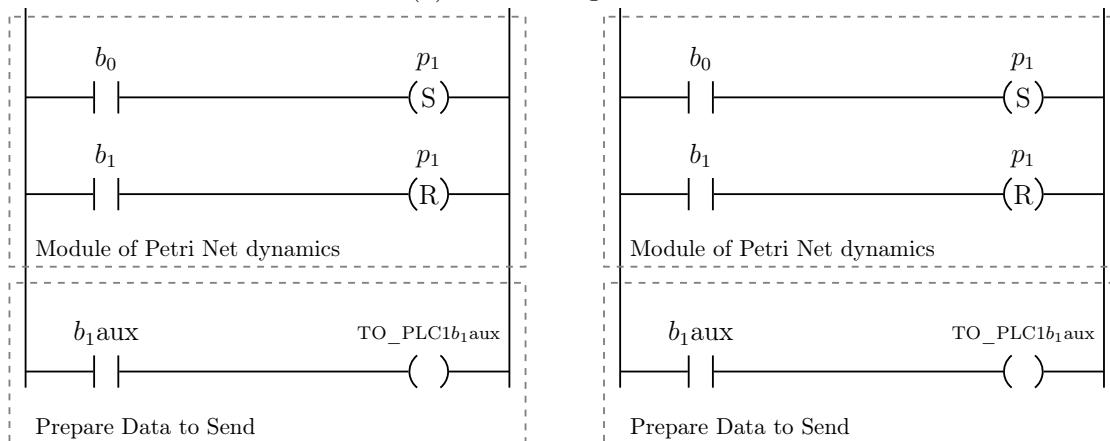 b₀ p₁ b₀ p₁
S S
b₁ p₁ b₁ p₁
R R
Module of Petri Net dynamics Module of Petri Net dynamics
b₁aux TO_PLC1b₁aux b₁aux TO_PLC1b₁aux
Prepare Data to Send Prepare Data to Send